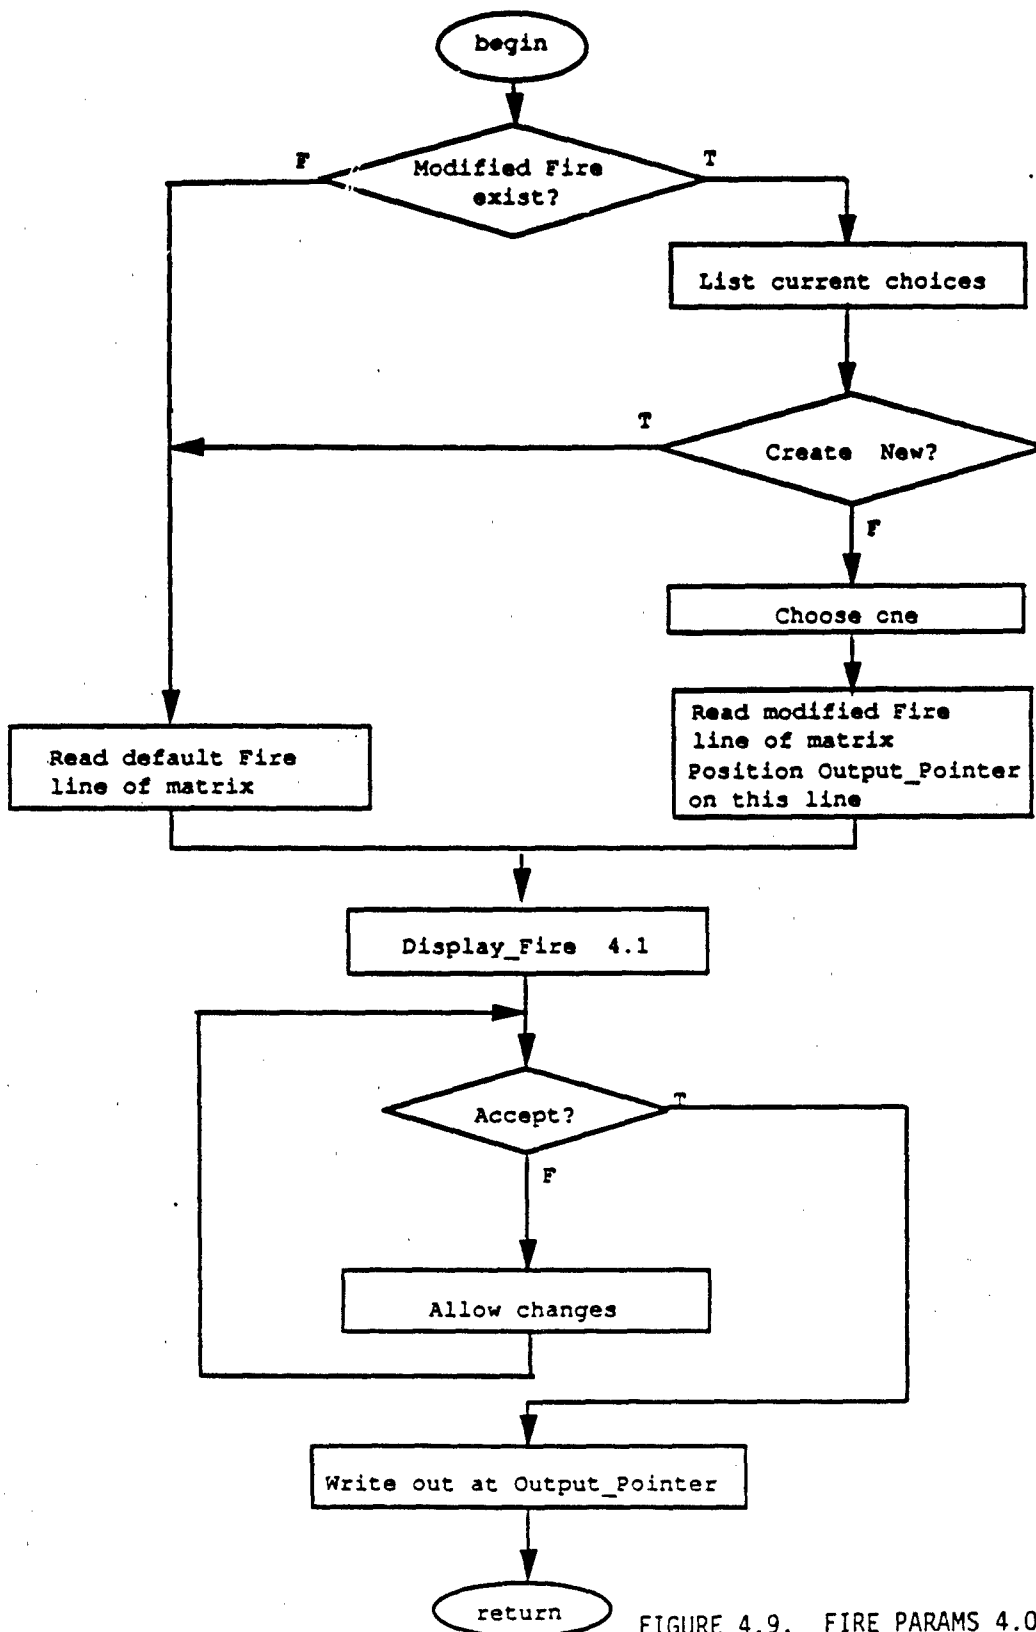 begin
F
T
Modified Fire
exist?
List current choices
T
Create New?
F
Choose cne
Read default Fire
line of matrix
Read modified Fire
line of matrix
Position Output_Pointer
on this line
Display_Fire 4.1
T
Accept?
F
Allow changes
Write out at Output_Pointer
return
FIGURE 4.9. FIRE PARAMS 4.0